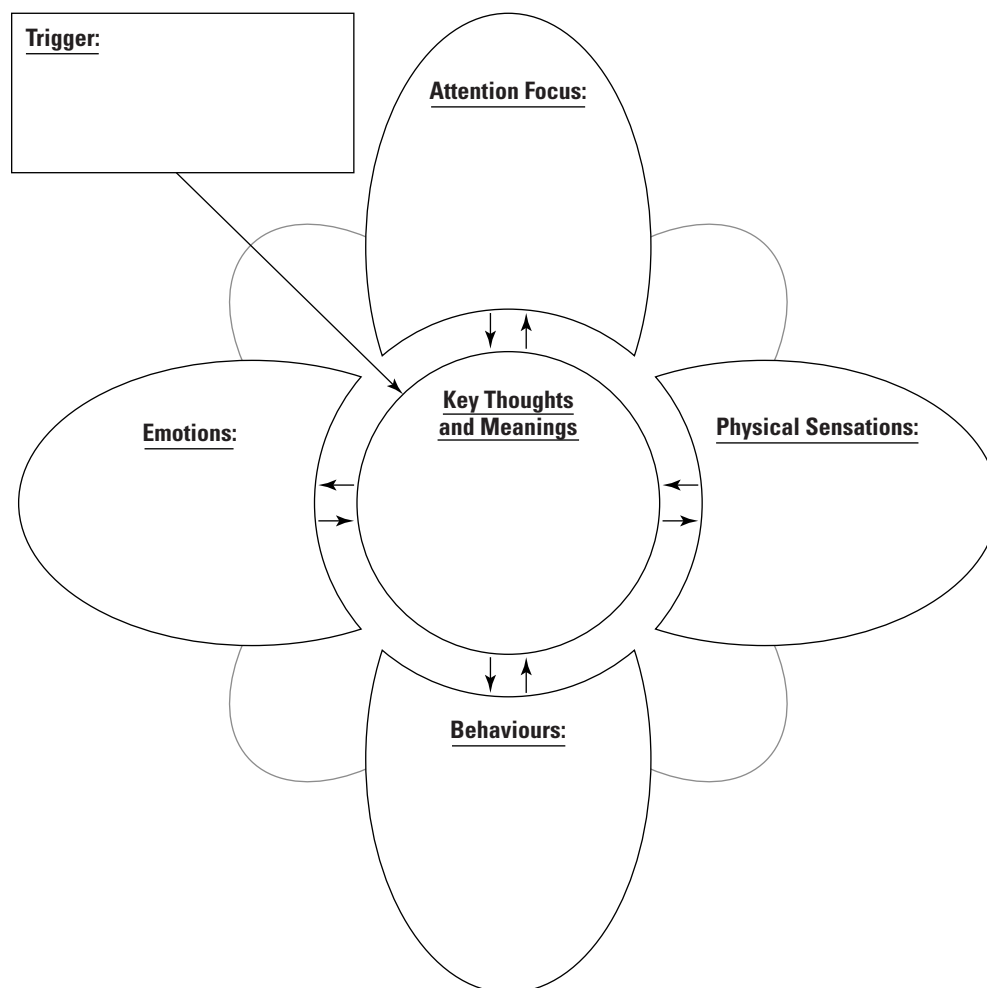 Trigger:
Attention Focus:
Key Thoughts
and Meanings
Emotions:
Physical Sensations:
Behaviours: